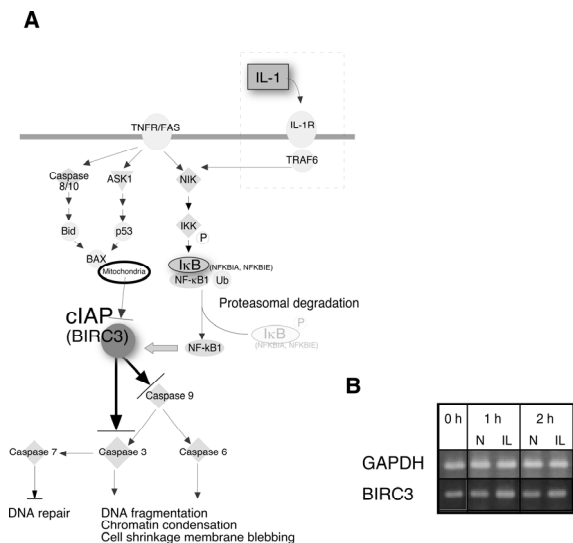 A
IL-1
TNFR/FAS
IL-1R
TRAF6
Caspase
8/10
ASK1
NIK
Bid
p53
IKK
P
BAX
Mitochondria
IκB
(NFKBIA, NFKBIE)
NF-κB1
Ub
Proteasomal degradation
cIAP
(BIRC3)
NF-kB1
P
IκB
(NFKBIA, NFKBIE)
Caspase 9
Caspase 7
Caspase 3
Caspase 6
DNA repair
DNA fragmentation
Chromatin condensation
Cell shrinkage membrane blebbing
B
0 h 1 h 2 h
N IL N IL
GAPDH
BIRC3